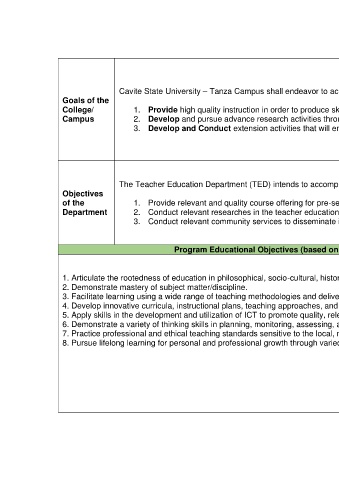 Cavite State University – Tanza Campus shall endeavor to ac
Goals of the
College/
Campus
1. Provide high quality instruction in order to produce sk
2. Develop and pursue advance research activities throu
3. Develop and Conduct extension activities that will en
The Teacher Education Department (TED) intends to accomp
Objectives
of the
Department
1. Provide relevant and quality course offering for pre-se
2. Conduct relevant researches in the teacher education
3. Conduct relevant community services to disseminate i
Program Educational Objectives (based on
1. Articulate the rootedness of education in philosophical, socio-cultural, histor
2. Demonstrate mastery of subject matter/discipline.
3. Facilitate learning using a wide range of teaching methodologies and delive
4. Develop innovative curricula, instructional plans, teaching approaches, and
5. Apply skills in the development and utilization of ICT to promote quality, rele
6. Demonstrate a variety of thinking skills in planning, monitoring, assessing, a
7. Practice professional and ethical teaching standards sensitive to the local, n
8. Pursue lifelong learning for personal and professional growth through varied